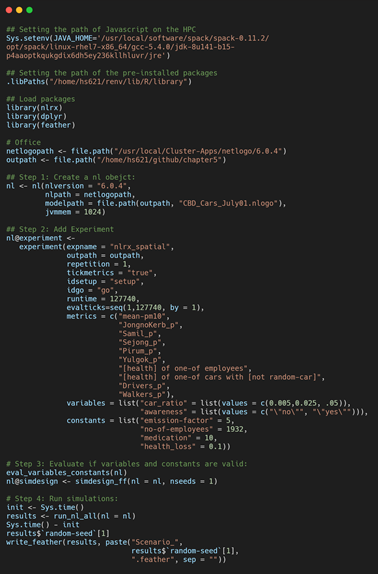 ## Setting the path of Javascript on the HPC
Sys.setenv(JAVA_HOME='/usr/local/software/spack/spack-0.11.2/
opt/spack/linux-rhel7-x86_64/gcc-5.4.0/jdk-8u141-b15-
p4aaoptkqukgdix6dh5ey236kllhluvr/jre')
## Setting the path of the pre-installed packages
.libPaths("/home/hs621/renv/lib/R/library")
## Load packages
library(nlrx)
library(dplyr)
library(feather)
# Office
netlogopath <- file.path("/usr/local/Cluster-Apps/netlogo/6.0.4")
outpath <- file.path("/home/hs621/github/chapter5")
## Step 1: Create a nl obejct:
nl <- nl(nlversion = "6.0.4",
nlpath = netlogopath,
modelpath = file.path(outpath, "CBD_Cars_July01.nlogo"),
jvmmem = 1024)
## Step 2: Add Experiment
nl@experiment <-
experiment(expname = "nlrx_spatial",
outpath = outpath,
repetition = 1,
tickmetrics = "true",
idsetup = "setup",
idgo = "go",
runtime = 127740,
evalticks=seq(1,127740, by = 1),
metrics = c("mean-pm10",
"JongnoKerb_p",
"Samil_p",
"Sejong_p",
"Pirum_p",
"Yulgok_p",
"[health] of one-of employees",
"[health] of one-of cars with [not random-car]",
"Drivers_p",
"Walkers_p"),
variables = list("car_ratio" = list(values = c(0.005,0.025, .05)),
"awareness" = list(values = c("\"no\"", "\"yes\""))),
constants = list("emission-factor" = 5,
"no-of-employees" = 1932,
"medication" = 10,
"health_loss" = 0.1))
# Step 3: Evaluate if variables and constants are valid:
eval_variables_constants(nl)
nl@simdesign <- simdesign_ff(nl = nl, nseeds = 1)
# Step 4: Run simulations:
init <- Sys.time()
results <- run_nl_all(nl = nl)
Sys.time() - init
results$`random-seed`[1]
write_feather(results, paste("Scenario_",
results$`random-seed`[1],
".feather", sep = ""))